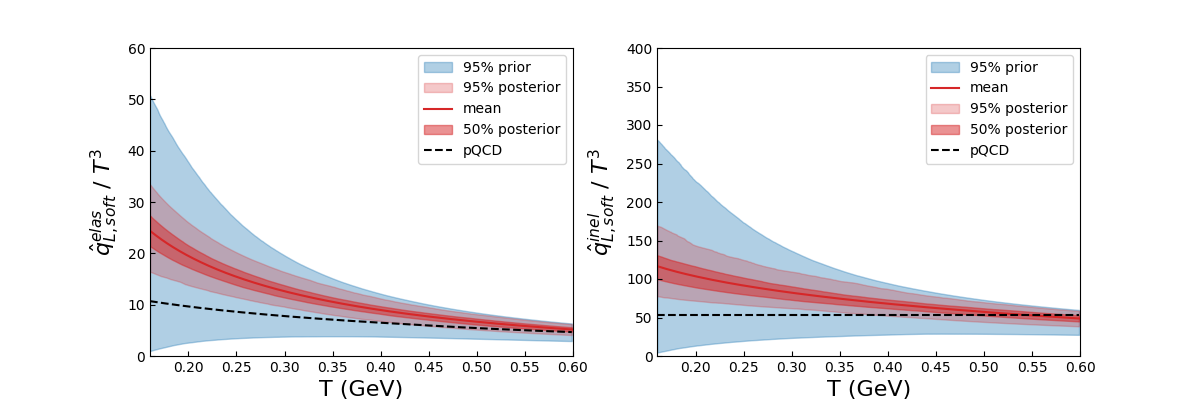 60
50
40
30
20
10
0
0.20 0.25 0.30 0.35 0.40 0.45 0.50 0.55 0.60
T (GeV)
q̂^{elas}_{L,soft} / T^3
95% prior
95% posterior
mean
50% posterior
pQCD
400
350
300
250
200
150
100
50
0
0.20 0.25 0.30 0.35 0.40 0.45 0.50 0.55 0.60
T (GeV)
q̂^{inel}_{L,soft} / T^3
95% prior
mean
95% posterior
50% posterior
pQCD